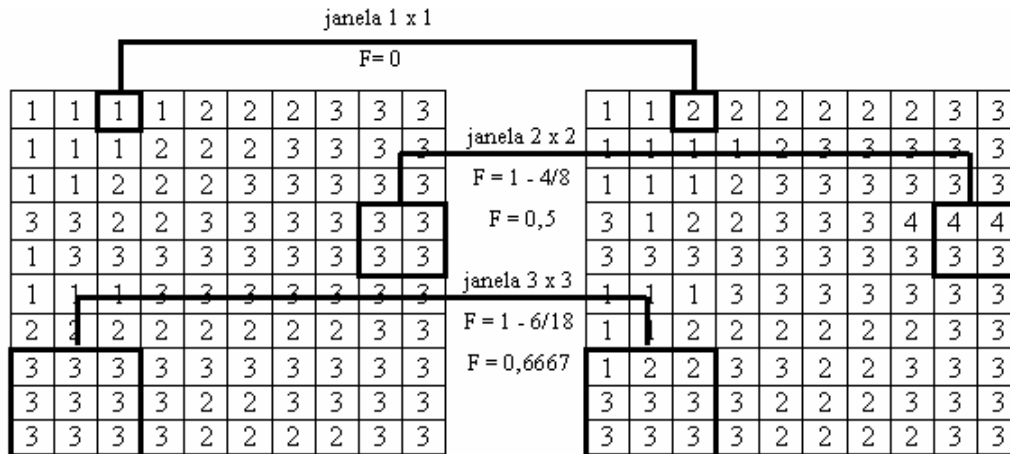 janela 1 x 1
F= 0
1 1 1 1 2 2 2 3 3 3
1 1 1 2 2 2 3 3 3 3
1 1 2 2 2 3 3 3 3 3
3 3 2 2 3 3 3 3 3 3
1 3 3 3 3 3 3 3 3 3
1 1 1 3 3 3 3 3 3 3
2 2 2 2 2 2 2 2 3 3
3 3 3 3 3 3 3 3 3 3
3 3 3 3 2 2 3 3 3 3
3 3 3 3 2 2 2 2 3 3
janela 2 x 2
F = 1 - 4/8
F = 0,5
janela 3 x 3
F = 1 - 6/18
F = 0,6667
1 1 2 2 2 2 2 2 3 3
1 1 1 1 2 3 3 3 3 3
1 1 1 2 3 3 3 3 3 3
3 1 2 2 3 3 3 4 4 4
3 3 3 3 3 3 3 3 3 3
1 1 1 3 3 3 3 3 3 3
1 1 2 2 2 2 2 2 3 3
1 2 2 3 3 2 2 3 3 3
3 3 3 3 2 2 2 3 3 3
3 3 3 3 2 2 2 2 3 3